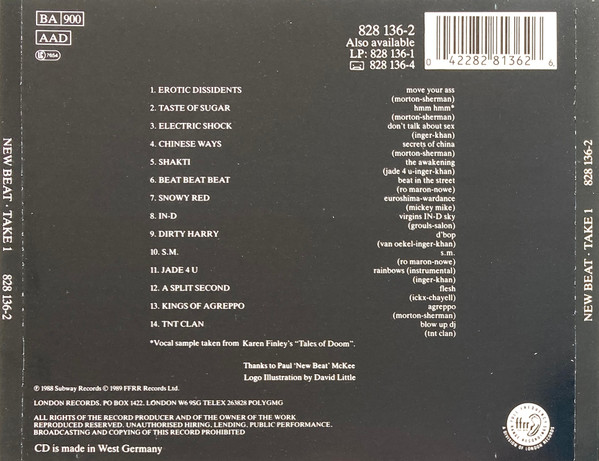 BA 900
AAD
LC 7654
828 136-2
Also available
LP: 828 136-1
828 136-4
0 42282 81362 6
1. EROTIC DISSIDENTS move your ass
(morton-sherman)
2. TASTE OF SUGAR hmm hmm*
(morton-sherman)
3. ELECTRIC SHOCK don't talk about sex
(inger-khan)
4. CHINESE WAYS secrets of china
(morton-sherman)
5. SHAKTI the awakening
(jade 4 u-inger-khan)
6. BEAT BEAT BEAT beat in the street
(ro maron-nowe)
7. SNOWY RED euroshima-wardance
(mickey mike)
8. IN-D virgins IN-D sky
(grouls-salon)
9. DIRTY HARRY d'bop
(van oekel-inger-khan)
10. S.M. s.m.
(ro maron-nowe)
11. JADE 4 U rainbows (instrumental)
(inger-khan)
12. A SPLIT SECOND flesh
(ickx-chayell)
13. KINGS OF AGREPPO agreppo
(morton-sherman)
14. TNT CLAN blow up dj
(tnt clan)
*Vocal sample taken from Karen Finley's "Tales of Doom".
Thanks to Paul 'New Beat' McKee
Logo Illustration by David Little
℗ 1988 Subway Records © 1989 FFRR Records Ltd.
LONDON RECORDS, PO BOX 1422, LONDON W6 9SG TELEX 263828 POLYGMG
ALL RIGHTS OF THE RECORD PRODUCER AND OF THE OWNER OF THE WORK
REPRODUCED RESERVED. UNAUTHORISED HIRING, LENDING, PUBLIC PERFORMANCE,
BROADCASTING AND COPYING OF THIS RECORD PROHIBITED
CD is made in West Germany
ffrr
A DIVISION OF LONDON RECORDS
NEW BEAT · TAKE 1 828 136-2
NEW BEAT · TAKE 1 828 136-2